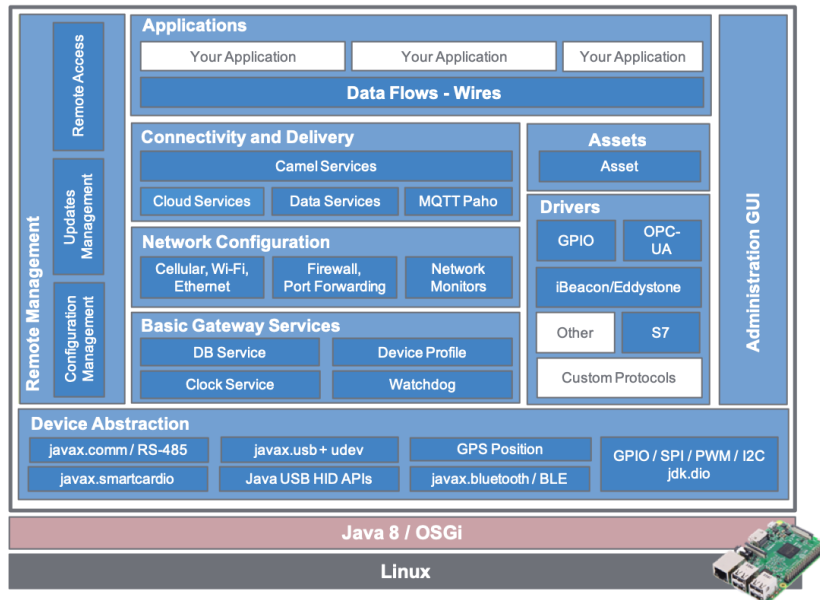 Remote Management
Remote Access
Updates
Management
Configuration
Management
Applications
Your Application
Your Application
Your Application
Data Flows - Wires
Connectivity and Delivery
Camel Services
Cloud Services
Data Services
MQTT Paho
Network Configuration
Cellular, Wi-Fi,
Ethernet
Firewall,
Port Forwarding
Network
Monitors
Basic Gateway Services
DB Service
Device Profile
Clock Service
Watchdog
Assets
Asset
Drivers
GPIO
OPC-
UA
iBeacon/Eddystone
Other
S7
Custom Protocols
Administration GUI
Device Abstraction
javax.comm / RS-485
javax.usb + udev
GPS Position
GPIO / SPI / PWM / I2C
jdk.dio
javax.smartcardio
Java USB HID APIs
javax.bluetooth / BLE
Java 8 / OSGi
Linux